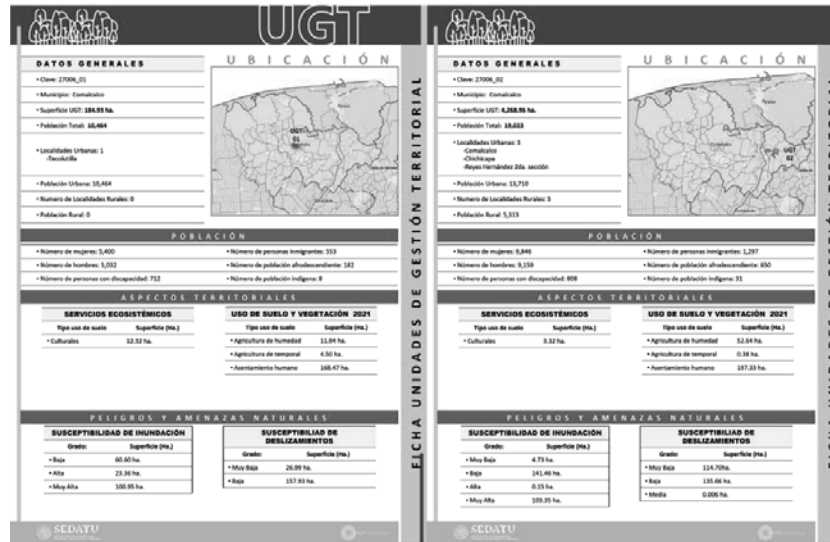 UGT
DATOS GENERALES
• Clave: 27006_01
• Municipio: Comalcalco
• Superficie UGT: 184.93 ha.
• Población Total: 10,464
• Localidades Urbanas: 1
-Tecolutilla
• Población Urbana: 10,464
• Numero de Localidades Rurales: 0
• Población Rural: 0
UBICACIÓN
UGT
01
POBLACIÓN
• Número de mujeres: 5,400
• Número de hombres: 5,032
• Número de personas con discapacidad: 712
• Número de personas inmigrantes: 353
• Número de población afrodescendiente: 182
• Número de población indígena: 8
ASPECTOS TERRITORIALES
SERVICIOS ECOSISTÉMICOS
Tipo uso de suelo Superficie (Ha.)
• Culturales 12.32 ha.
USO DE SUELO Y VEGETACIÓN 2021
Tipo uso de suelo Superficie (Ha.)
• Agricultura de humedad 11.94 ha.
• Agricultura de temporal 4.50 ha.
• Asentamiento humano 168.47 ha.
PELIGROS Y AMENAZAS NATURALES
SUSCEPTIBILIDAD DE INUNDACIÓN
Grado: Superficie (Ha.)
• Baja 60.60 ha.
• Alta 23.36 ha.
• Muy Alta 100.95 ha.
SUSCEPTIBILIAD DE
DESLIZAMIENTOS
Grado: Superficie (Ha.)
• Muy Baja 26.99 ha.
• Baja 157.93 ha.
SEDATU
FICHA UNIDADES DE GESTIÓN TERRITORIAL
DATOS GENERALES
• Clave: 27006_02
• Municipio: Comalcalco
• Superficie UGT: 4,268.96 ha.
• Población Total: 19,023
• Localidades Urbanas: 3
-Comalcalco
-Chichicapa
-Reyes Hernández 2da. sección
• Población Urbana: 13,710
• Numero de Localidades Rurales: 3
• Población Rural: 5,313
UBICACIÓN
UGT
02
POBLACIÓN
• Número de mujeres: 9,846
• Número de hombres: 9,159
• Número de personas con discapacidad: 808
• Número de personas inmigrantes: 1,297
• Número de población afrodescendiente: 650
• Número de población indígena: 31
ASPECTOS TERRITORIALES
SERVICIOS ECOSISTÉMICOS
Tipo uso de suelo Superficie (Ha.)
• Culturales 3.32 ha.
USO DE SUELO Y VEGETACIÓN 2021
Tipo uso de suelo Superficie (Ha.)
• Agricultura de humedad 52.64 ha.
• Agricultura de temporal 0.38 ha.
• Asentamiento humano 197.33 ha.
PELIGROS Y AMENAZAS NATURALES
SUSCEPTIBILIDAD DE INUNDACIÓN
Grado: Superficie (Ha.)
• Muy Baja 4.73 ha.
• Baja 141.46 ha.
• Alta 0.15 ha.
• Muy Alta 103.35 ha.
SUSCEPTIBILIAD DE
DESLIZAMIENTOS
Grado: Superficie (Ha.)
• Muy Baja 114.70ha.
• Baja 135.66 ha.
• Media 0.006 ha.
SEDATU